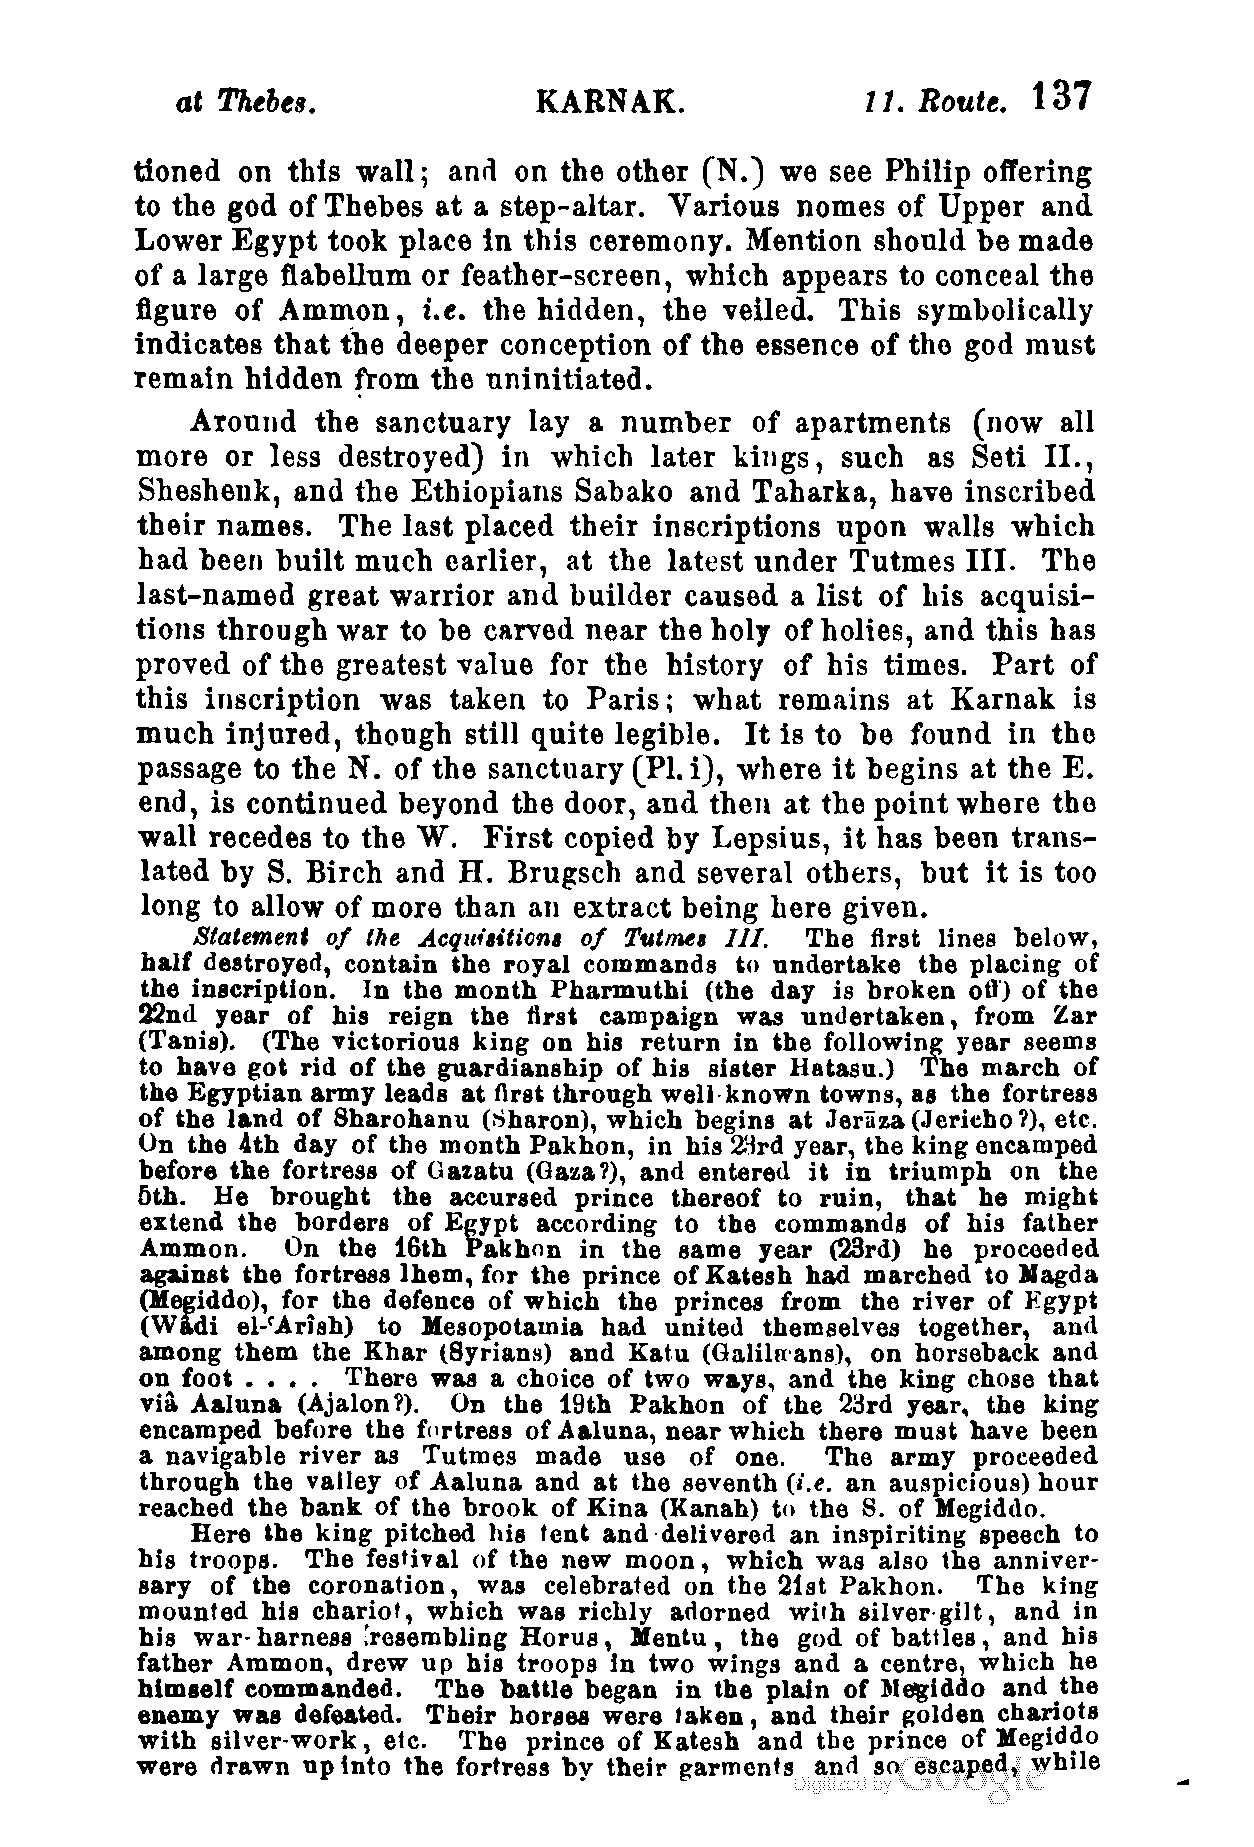 at Thebes. KARNAK. 11. Route. 137
tioned on this wall; and on the other (N.) we see Philip offering
to the god of Thebes at a step-altar. Various nomes of Upper and
Lower Egypt took place in this ceremony. Mention should be made
of a large flabellum or feather-screen, which appears to conceal the
figure of Ammon, i.e. the hidden, the veiled. This symbolically
indicates that the deeper conception of the essence of the god must
remain hidden from the uninitiated.
Around the sanctuary lay a number of apartments (now all
more or less destroyed) in which later kings, such as Seti II.,
Sheshenk, and the Ethiopians Sabako and Taharka, have inscribed
their names. The last placed their inscriptions upon walls which
had been built much earlier, at the latest under Tutmes III. The
last-named great warrior and builder caused a list of his acquisi-
tions through war to be carved near the holy of holies, and this has
proved of the greatest value for the history of his times. Part of
this inscription was taken to Paris; what remains at Karnak is
much injured, though still quite legible. It is to be found in the
passage to the N. of the sanctuary (Pl. i), where it begins at the E.
end, is continued beyond the door, and then at the point where the
wall recedes to the W. First copied by Lepsius, it has been trans-
lated by S. Birch and H. Brugsch and several others, but it is too
long to allow of more than an extract being here given.
Statement of the Acquisitions of Tutmes III. The first lines below,
half destroyed, contain the royal commands to undertake the placing of
the inscription. In the month Pharmuthi (the day is broken off) of the
22nd year of his reign the first campaign was undertaken, from Zar
(Tanis). (The victorious king on his return in the following year seems
to have got rid of the guardianship of his sister Hatasu.) The march of
the Egyptian army leads at first through well-known towns, as the fortress
of the land of Sharohanu (Sharon), which begins at Jerāza (Jericho?), etc.
On the 4th day of the month Pakhon, in his 23rd year, the king encamped
before the fortress of Gazatu (Gaza?), and entered it in triumph on the
5th. He brought the accursed prince thereof to ruin, that he might
extend the borders of Egypt according to the commands of his father
Ammon. On the 16th Pakhon in the same year (23rd) he proceeded
against the fortress Ihem, for the prince of Katesh had marched to Magda
(Megiddo), for the defence of which the princes from the river of Egypt
(Wâdi el-ʿArîsh) to Mesopotamia had united themselves together, and
among them the Khar (Syrians) and Katu (Galilæans), on horseback and
on foot . . . . There was a choice of two ways, and the king chose that
viâ Aaluna (Ajalon?). On the 19th Pakhon of the 23rd year, the king
encamped before the fortress of Aaluna, near which there must have been
a navigable river as Tutmes made use of one. The army proceeded
through the valley of Aaluna and at the seventh (i.e. an auspicious) hour
reached the bank of the brook of Kina (Kanah) to the S. of Megiddo.
Here the king pitched his tent and delivered an inspiriting speech to
his troops. The festival of the new moon, which was also the anniver-
sary of the coronation, was celebrated on the 21st Pakhon. The king
mounted his chariot, which was richly adorned with silver-gilt, and in
his war-harness resembling Horus, Mentu, the god of battles, and his
father Ammon, drew up his troops in two wings and a centre, which he
himself commanded. The battle began in the plain of Megiddo and the
enemy was defeated. Their horses were taken, and their golden chariots
with silver-work, etc. The prince of Katesh and the prince of Megiddo
were drawn up into the fortress by their garments and so escaped, while
Digitized by Google